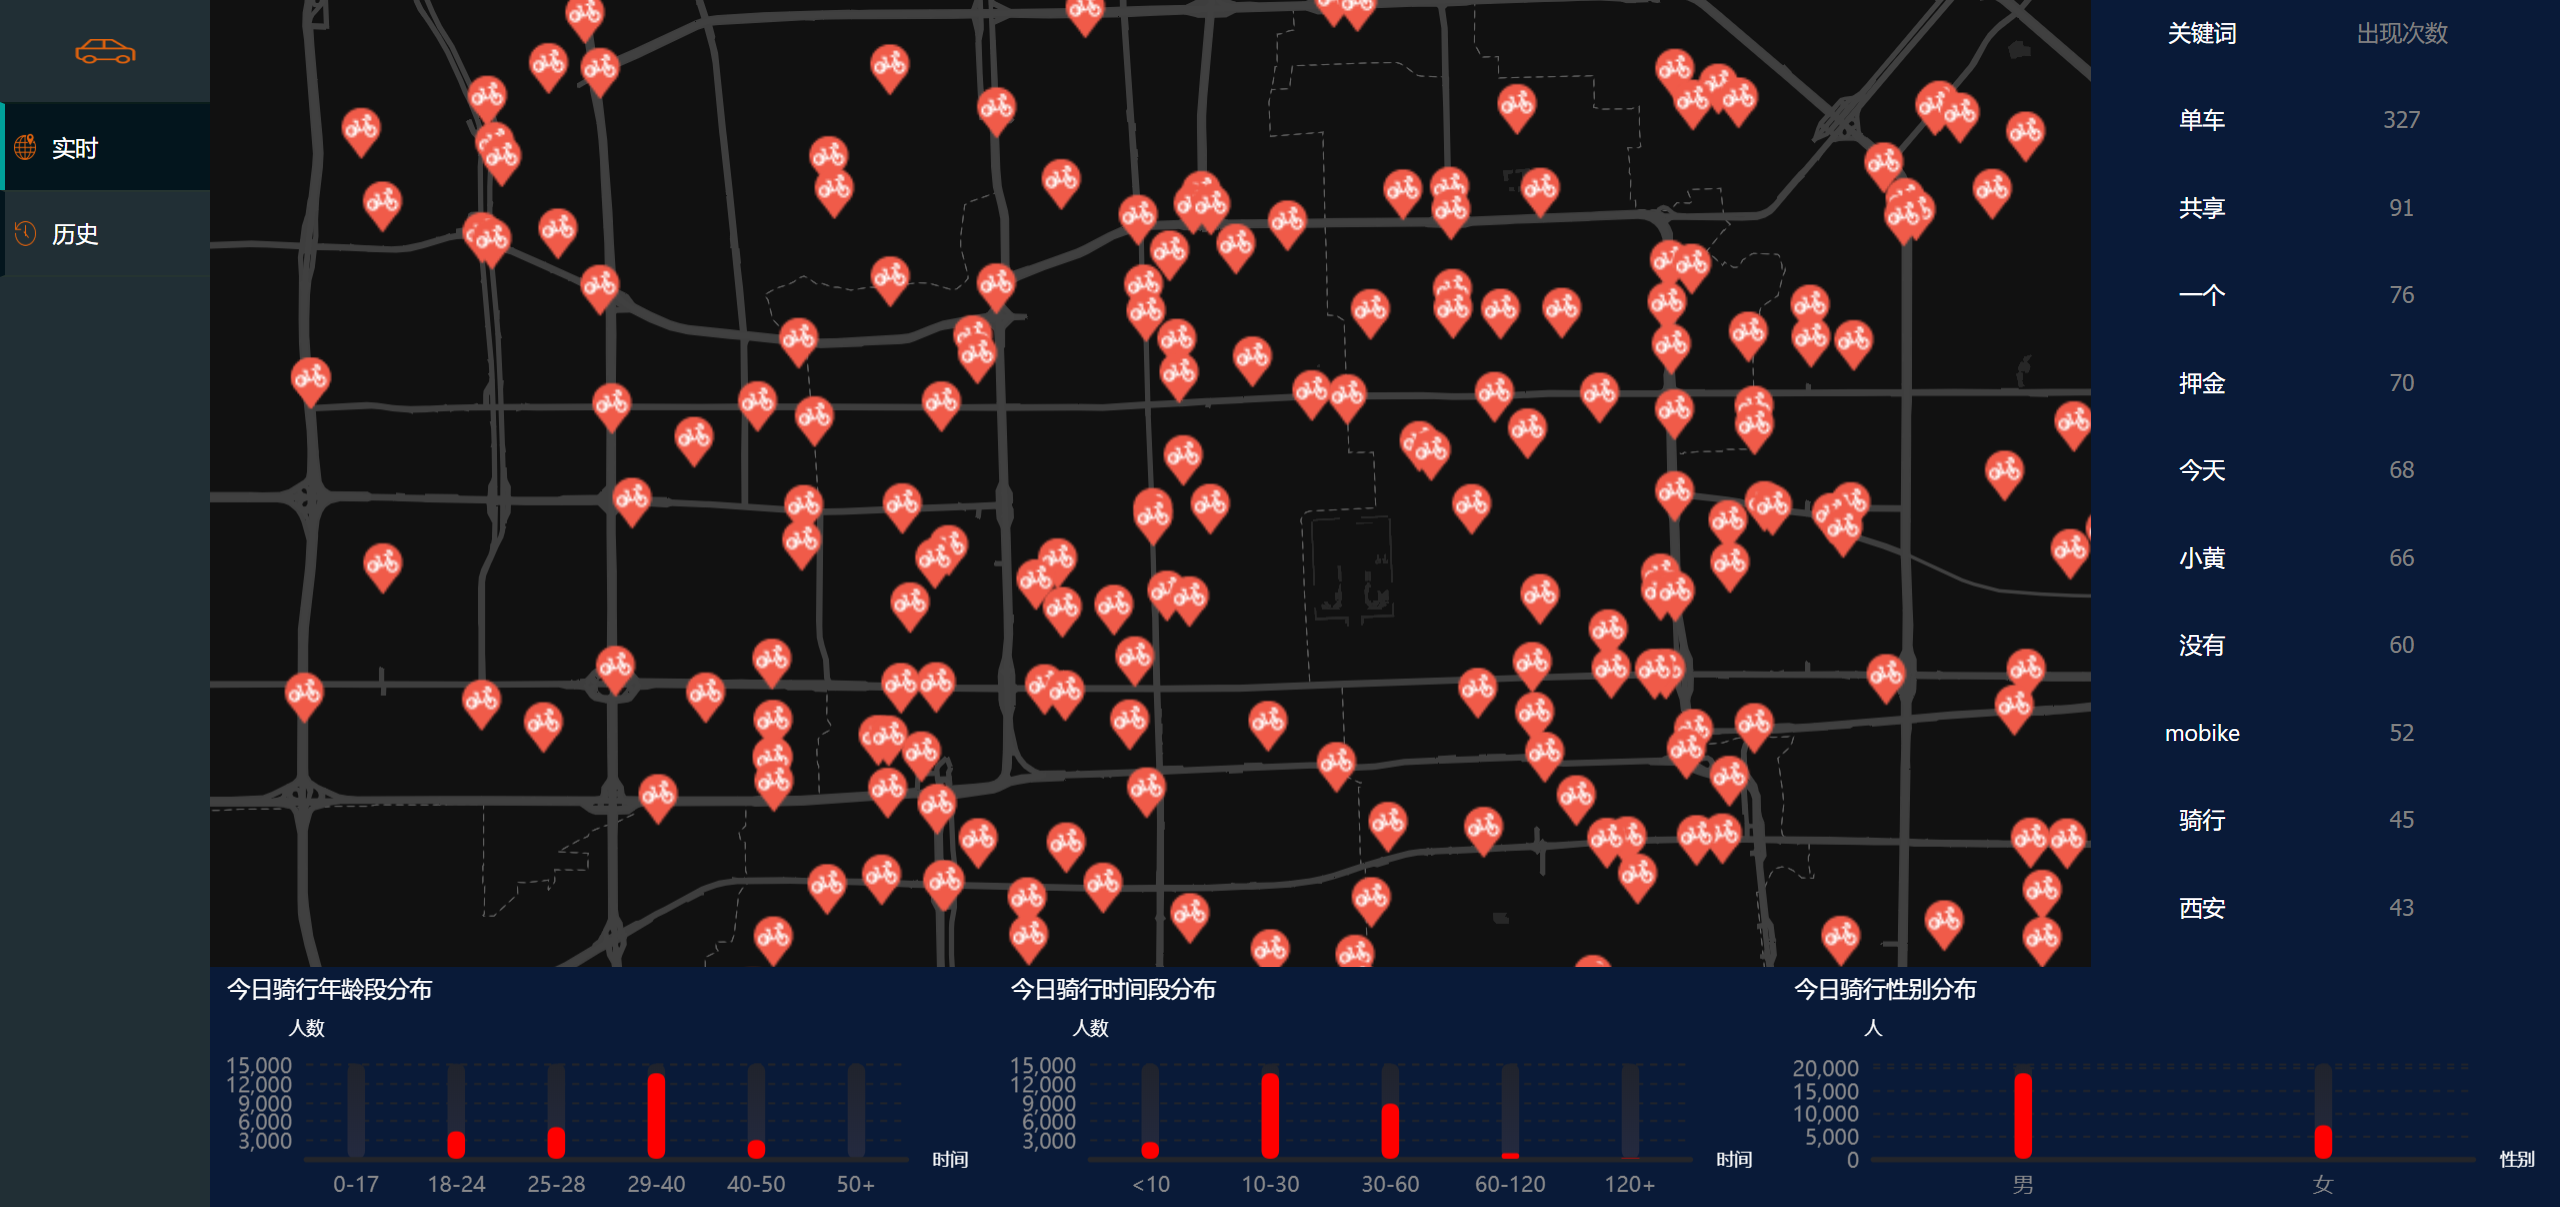 实时
历史
关键词 出现次数
单车 327
共享 91
一个 76
押金 70
今天 68
小黄 66
没有 60
mobike 52
骑行 45
西安 43
今日骑行年龄段分布
人数
15,000
12,000
9,000
6,000
3,000
0-17 18-24 25-28 29-40 40-50 50+
时间
今日骑行时间段分布
人数
15,000
12,000
9,000
6,000
3,000
<10 10-30 30-60 60-120 120+
时间
今日骑行性别分布
人
20,000
15,000
10,000
5,000
0
男 女
性别